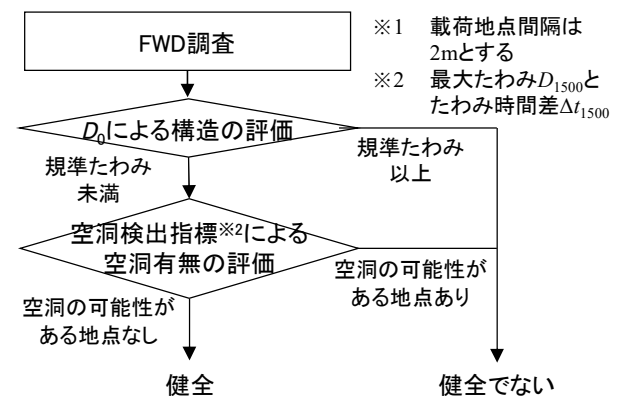 FWD調査
※1 載荷地点間隔は
2mとする
※2 最大たわみD1500と
たわみ時間差Δt1500
D0による構造の評価
規準たわみ
未満
規準たわみ
以上
空洞検出指標※2による
空洞有無の評価
空洞の可能性が
ある地点なし
空洞の可能性が
ある地点あり
健全
健全でない